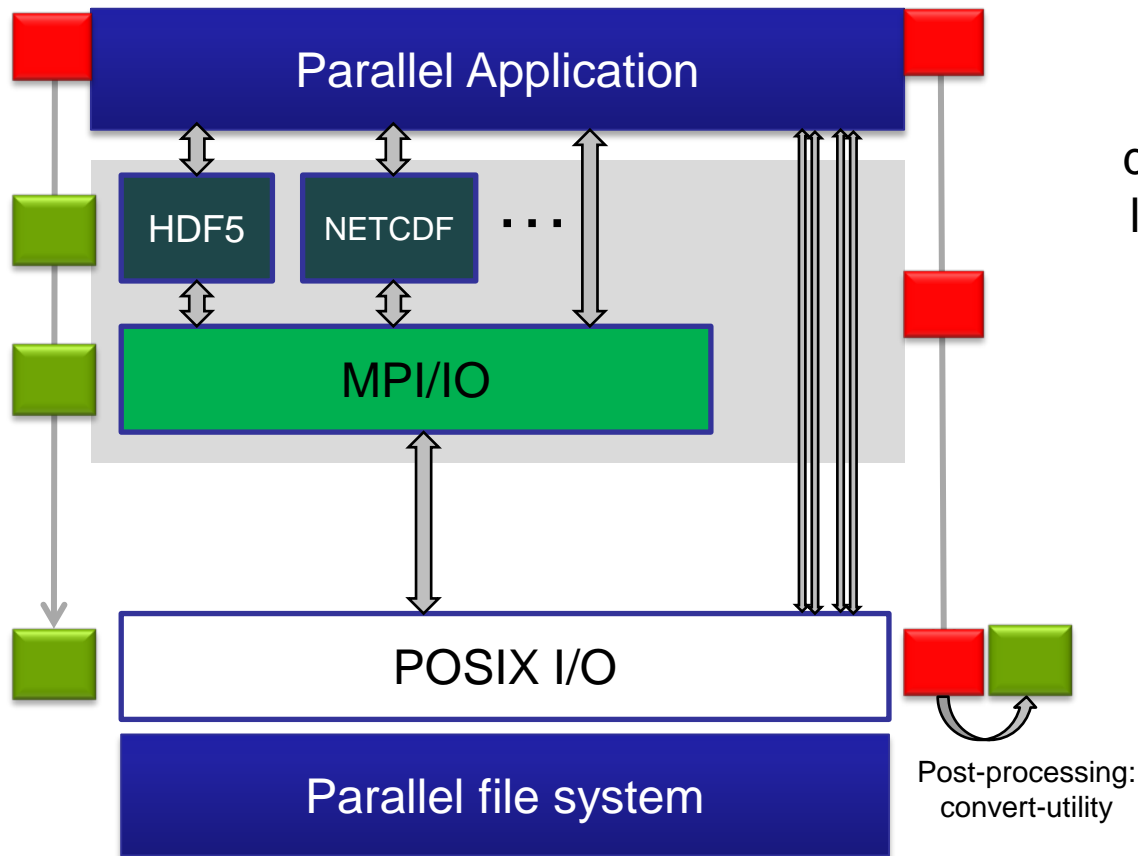 Parallel Application
HDF5
NETCDF
...
MPI/IO
POSIX I/O
Parallel file system
Post-processing:
convert-utility